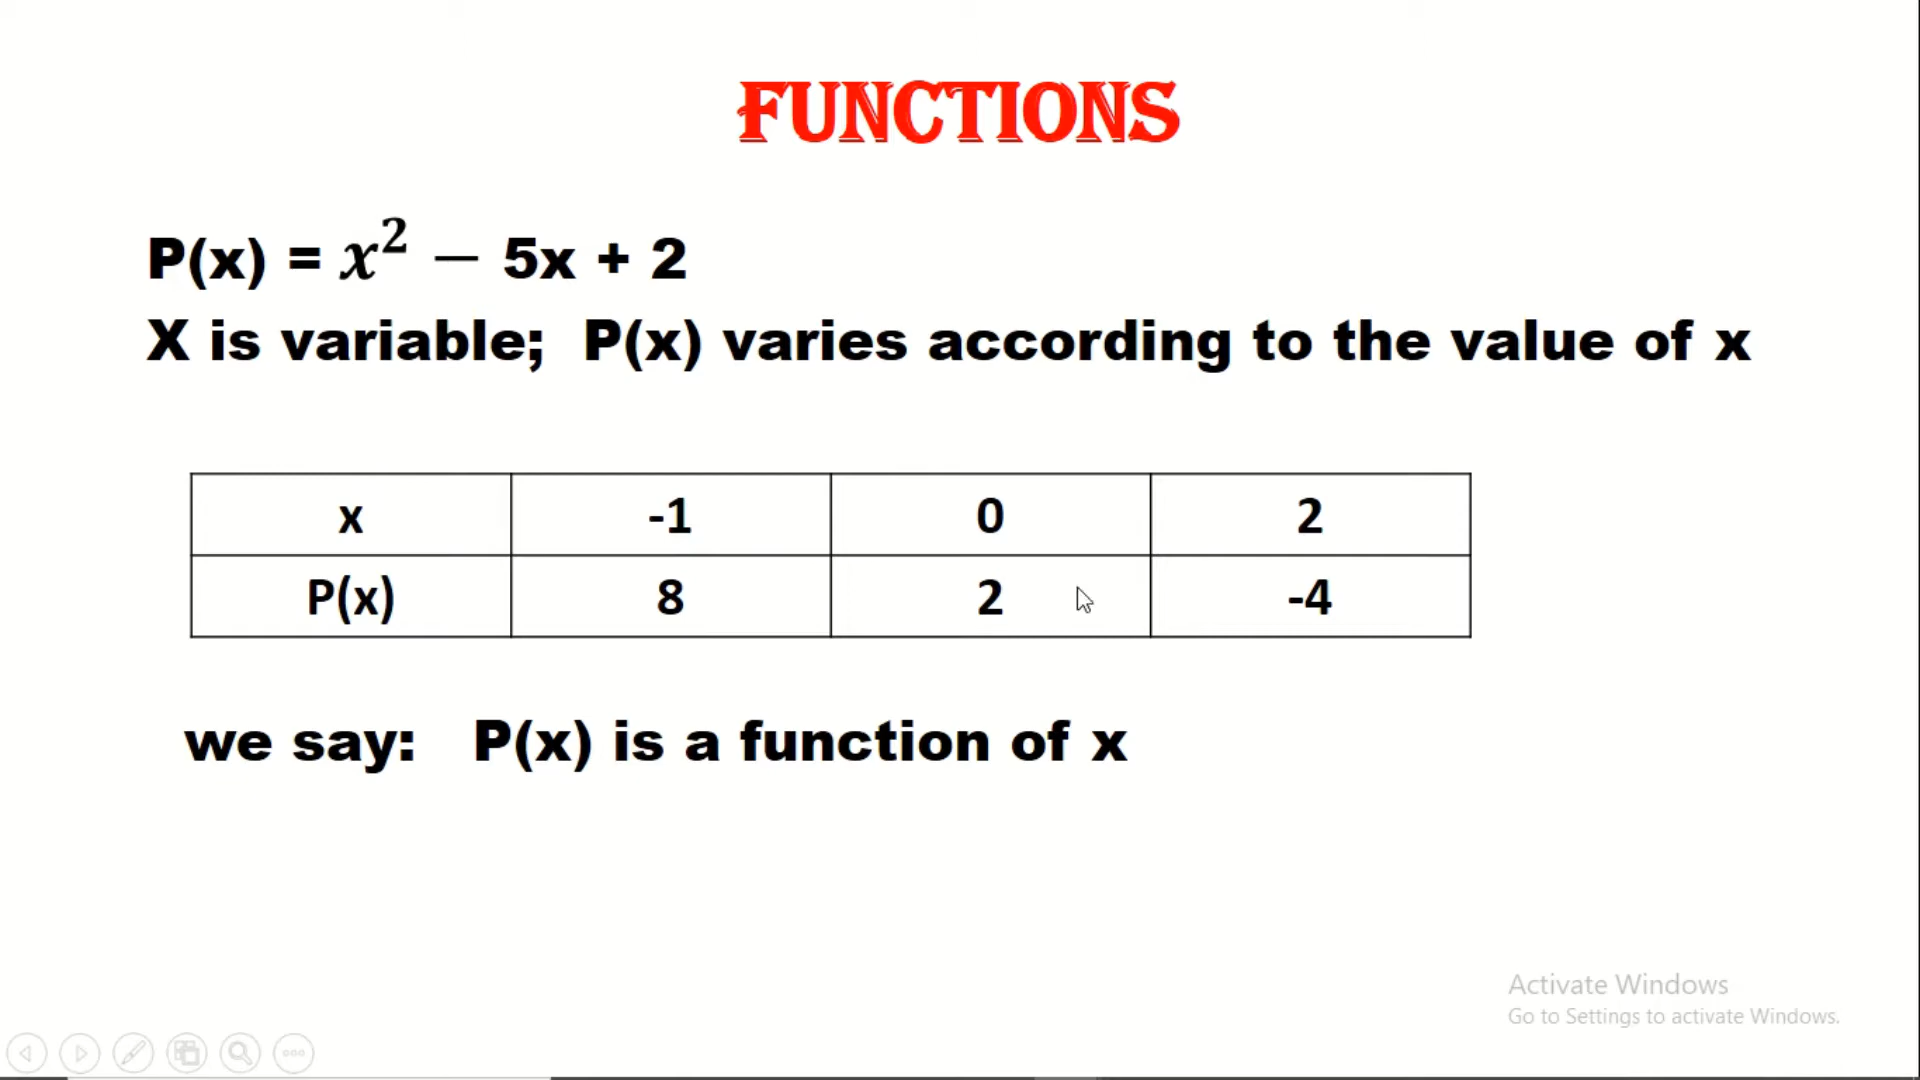 FUNCTIONS
P(x) = x² − 5x + 2
X is variable; P(x) varies according to the value of x
x -1 0 2
P(x) 8 2 -4
we say: P(x) is a function of x
Activate Windows
Go to Settings to activate Windows.